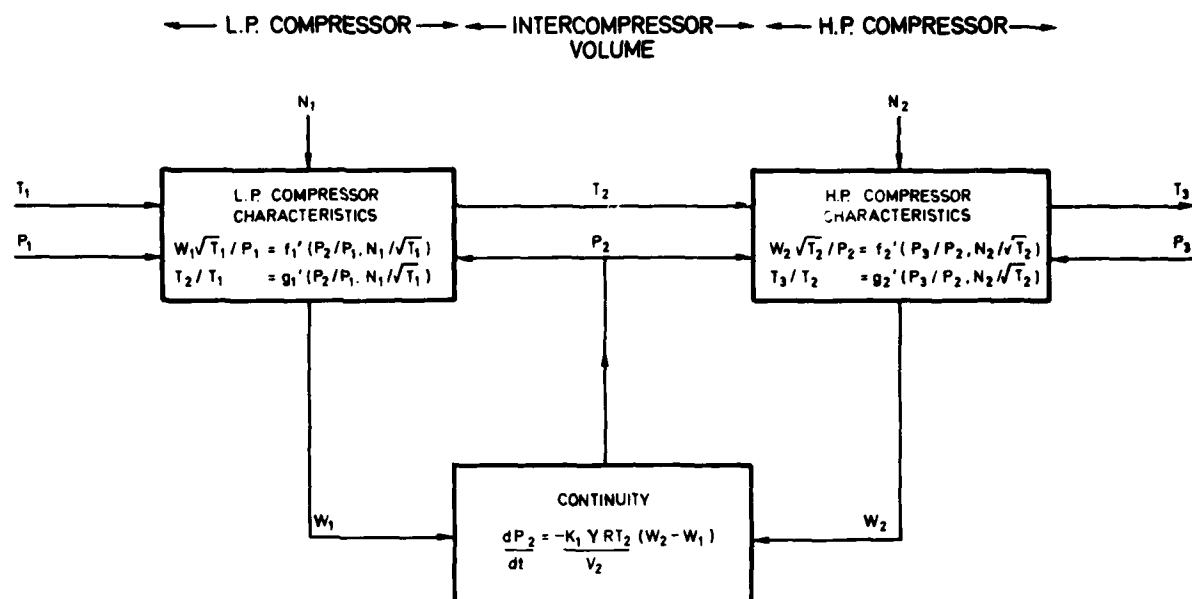 L.P. COMPRESSOR INTERCOMPRESSOR VOLUME H.P. COMPRESSOR
N₁ N₂
T₁ P₁
L.P. COMPRESSOR
CHARACTERISTICS
W₁√T₁/P₁ = f₁'(P₂/P₁, N₁/√T₁)
T₂/T₁ = g₁'(P₂/P₁. N₁/√T₁)
T₂
P₂
H.P. COMPRESSOR
CHARACTERISTICS
W₂√T₂/P₂ = f₂'(P₃/P₂, N₂/√T₂)
T₃/T₂ = g₂'(P₃/P₂, N₂/√T₂)
T₃
P₃
W₁
CONTINUITY
dP₂/dt = -K₁γRT₂/V₂ (W₂-W₁)
W₂